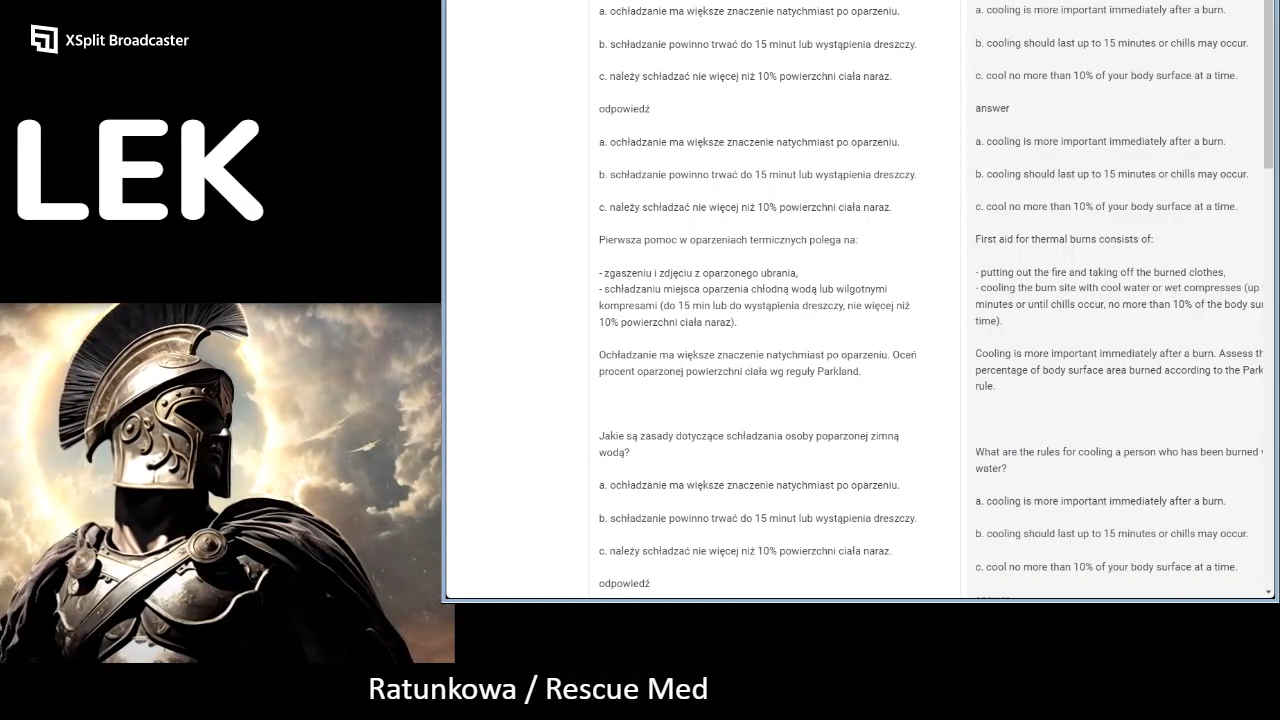 XSplit Broadcaster
LEK
a. ochładzanie ma większe znaczenie natychmiast po oparzeniu.
b. schładzanie powinno trwać do 15 minut lub wystąpienia dreszczy.
c. należy schładzać nie więcej niż 10% powierzchni ciała naraz.
odpowiedź
a. ochładzanie ma większe znaczenie natychmiast po oparzeniu.
b. schładzanie powinno trwać do 15 minut lub wystąpienia dreszczy.
c. należy schładzać nie więcej niż 10% powierzchni ciała naraz.
Pierwsza pomoc w oparzeniach termicznych polega na:
- zgaszeniu i zdjęciu z oparzonego ubrania,
- schładzaniu miejsca oparzenia chłodną wodą lub wilgotnymi
kompresami (do 15 min lub do wystąpienia dreszczy, nie więcej niż
10% powierzchni ciała naraz).
Ochładzanie ma większe znaczenie natychmiast po oparzeniu. Oceń
procent oparzonej powierzchni ciała wg reguły Parkland.
Jakie są zasady dotyczące schładzania osoby poparzonej zimną
wodą?
a. ochładzanie ma większe znaczenie natychmiast po oparzeniu.
b. schładzanie powinno trwać do 15 minut lub wystąpienia dreszczy.
c. należy schładzać nie więcej niż 10% powierzchni ciała naraz.
odpowiedź
a. cooling is more important immediately after a burn.
b. cooling should last up to 15 minutes or chills may occur.
c. cool no more than 10% of your body surface at a time.
answer
a. cooling is more important immediately after a burn.
b. cooling should last up to 15 minutes or chills may occur.
c. cool no more than 10% of your body surface at a time.
First aid for thermal burns consists of:
- putting out the fire and taking off the burned clothes,
- cooling the burn site with cool water or wet compresses (up
minutes or until chills occur, no more than 10% of the body
time).
Cooling is more important immediately after a burn. Assess
percentage of body surface area burned according to the
rule.
What are the rules for cooling a person who has been burned
water?
a. cooling is more important immediately after a burn.
b. cooling should last up to 15 minutes or chills may occur.
c. cool no more than 10% of your body surface at a time.
Ratunkowa / Rescue Med